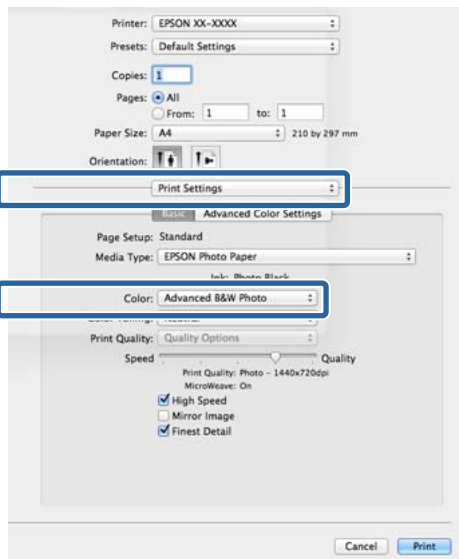 Printer: EPSON XX-XXXX
Presets: Default Settings
Copies: 1
Pages: All
From: 1 to: 1
Paper Size: A4 210 by 297 mm
Orientation:
Print Settings
Basic Advanced Color Settings
Page Setup: Standard
Media Type: EPSON Photo Paper
Ink: Photo Black
Color: Advanced B&W Photo
Color Toning: Neutral
Print Quality: Quality Options
Speed Quality
Print Quality: Photo - 1440x720dpi
MicroWeave: On
High Speed
Mirror Image
Finest Detail
Cancel Print